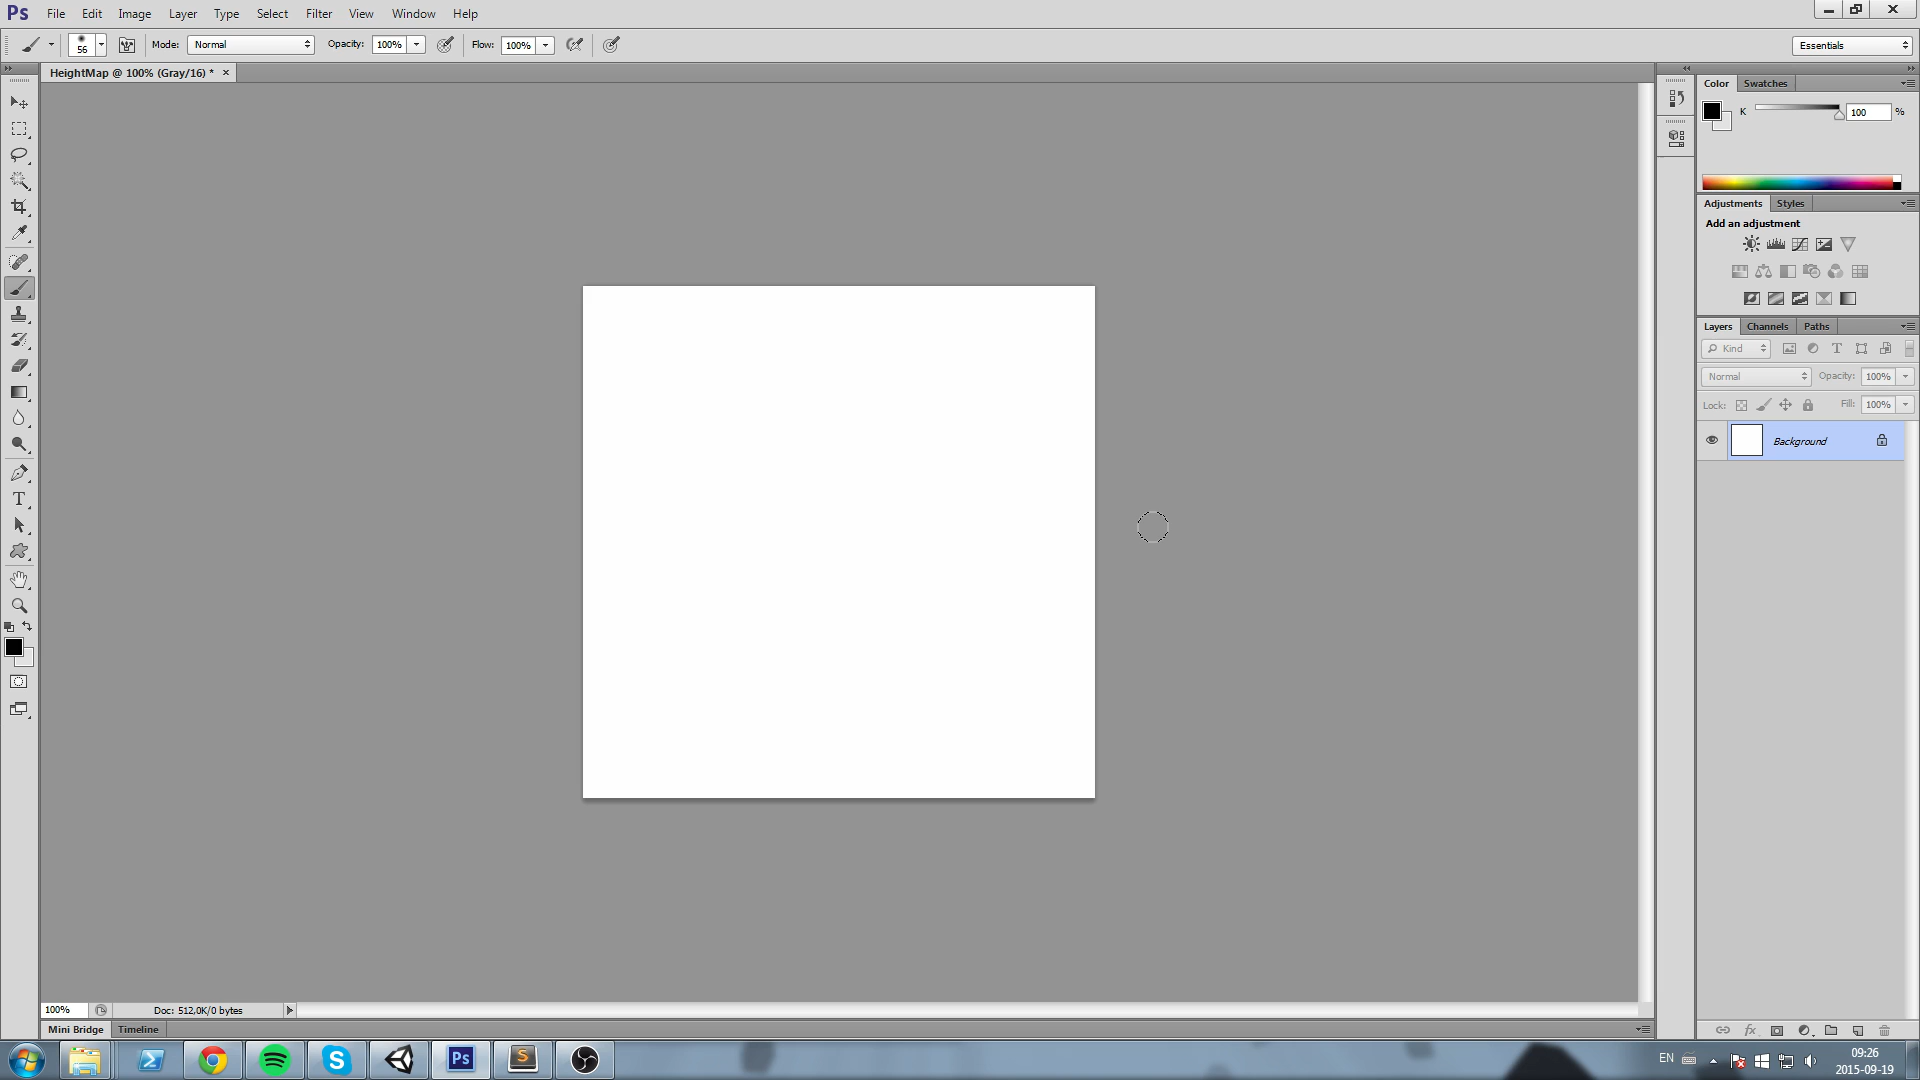 Ps File Edit Image Layer Type Select Filter View Window Help
56 Mode: Normal Opacity: 100% Flow: 100% Essentials
HeightMap @ 100% (Gray/16) * ×
Color Swatches
K 100 %
Adjustments Styles
Add an adjustment
Layers Channels Paths
Kind T
Normal Opacity: 100%
Lock: Fill: 100%
Background
T
100% Doc: 512,0K/0 bytes
fx
Mini Bridge Timeline
S Ps S
EN 09:26
2015-09-19